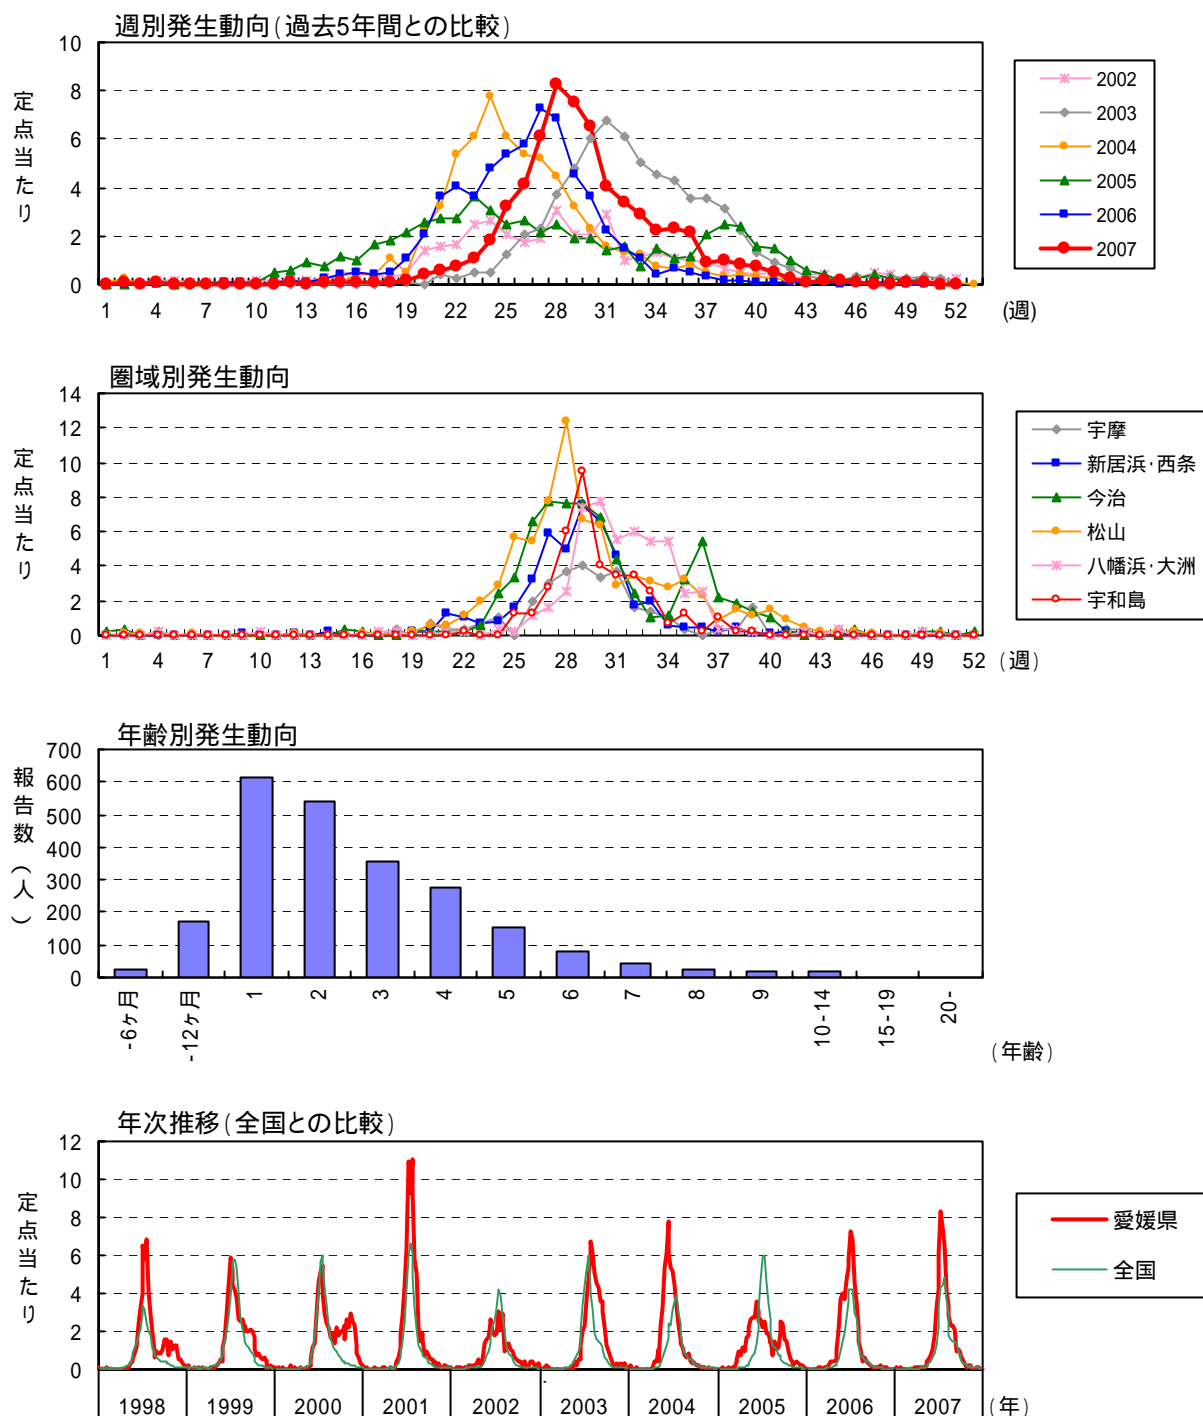 週別発生動向(過去5年間との比較)
定点当たり
10
8
6
4
2
0
1 4 7 10 13 16 19 22 25 28 31 34 37 40 43 46 49 52 (週)
2002
2003
2004
2005
2006
2007
圏域別発生動向
定点当たり
14
12
10
8
6
4
2
0
1 4 7 10 13 16 19 22 25 28 31 34 37 40 43 46 49 52 (週)
宇摩
新居浜・西条
今治
松山
八幡浜・大洲
宇和島
年齢別発生動向
報告数(人)
700
600
500
400
300
200
100
0
-6ヶ月 -12ヶ月 1 2 3 4 5 6 7 8 9 10-14 15-19 20-
(年齢)
年次推移(全国との比較)
定点当たり
12
10
8
6
4
2
0
1998 1999 2000 2001 2002 2003 2004 2005 2006 2007 (年)
愛媛県
全国